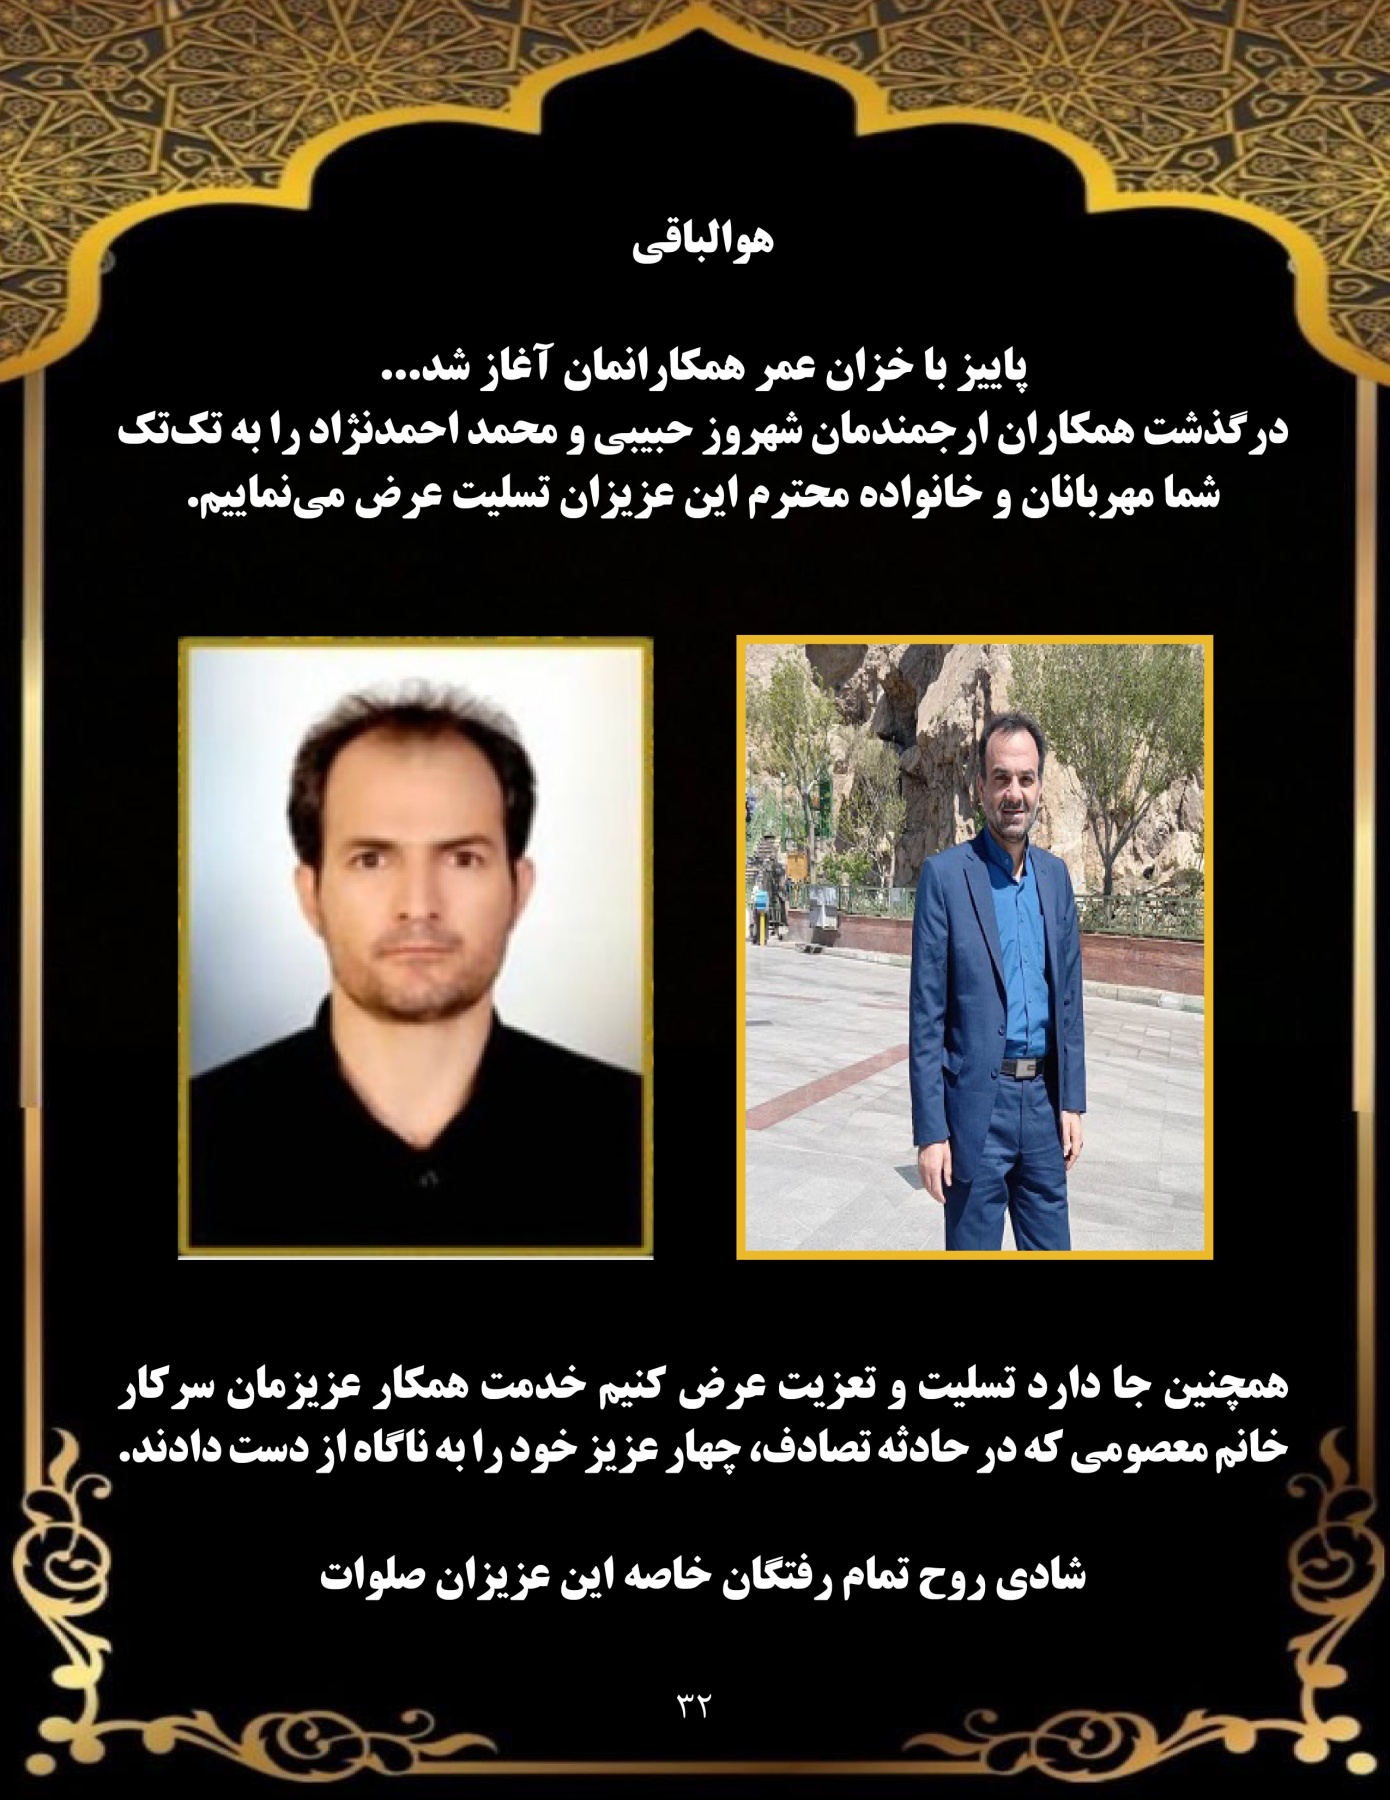 هوالباقی
پاییز با خزان عمر همکارانمان آغاز شد...
درگذشت همکاران ارجمندمان شهروز حبیبی و محمد احمدنژاد را به تک‌تک
شما مهربانان و خانواده محترم این عزیزان تسلیت عرض می‌نماییم.
همچنین جا دارد تسلیت و تعزیت عرض کنیم خدمت همکار عزیزمان سرکار
خانم معصومی که در حادثه تصادف، چهار عزیز خود را به ناگاه از دست دادند.
شادی روح تمام رفتگان خاصه این عزیزان صلوات
۳۲